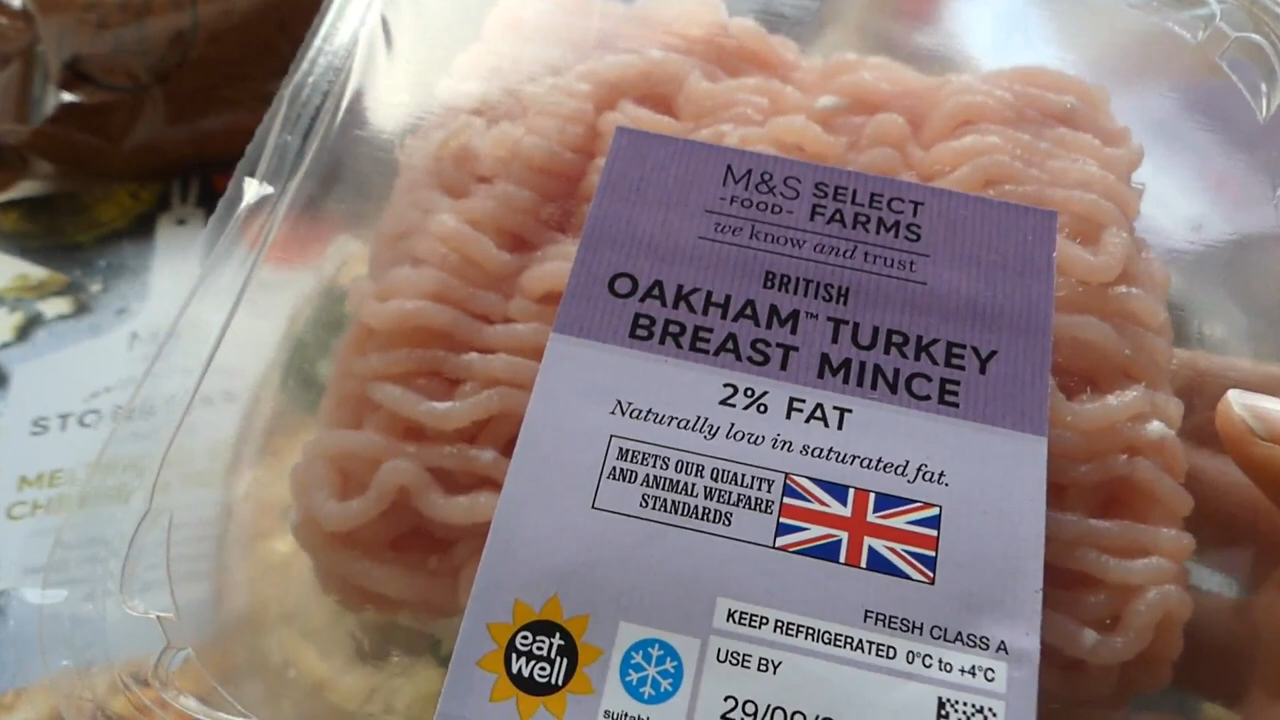 M&S SELECT
-FOOD- FARMS
we know and trust
BRITISH
OAKHAM™ TURKEY
BREAST MINCE
2% FAT
Naturally low in saturated fat.
MEETS OUR QUALITY
AND ANIMAL WELFARE
STANDARDS
eat
well
FRESH CLASS A
KEEP REFRIGERATED 0°C to +4°C
USE BY